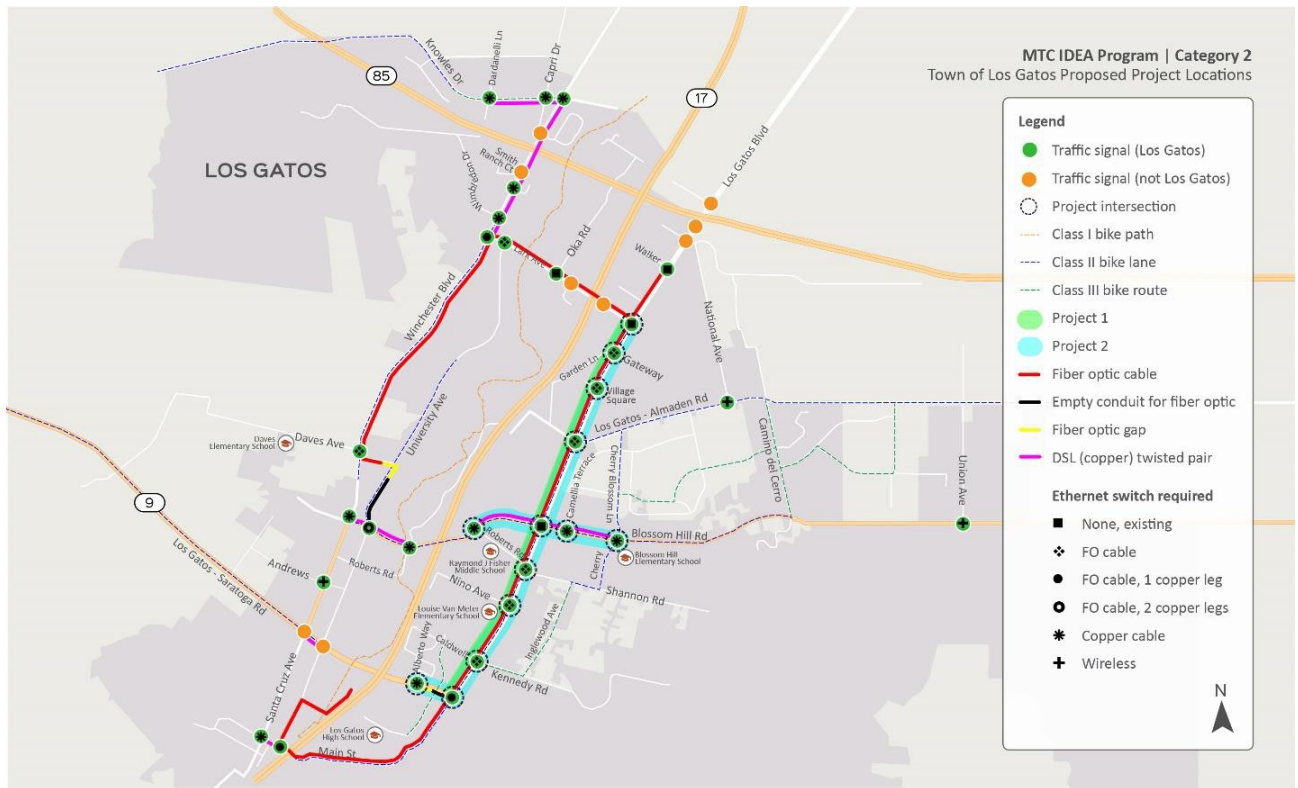 MTC IDEA Program | Category 2
Town of Los Gatos Proposed Project Locations
Legend
Traffic signal (Los Gatos)
Traffic signal (not Los Gatos)
Project intersection
Class I bike path
Class II bike lane
Class III bike route
Project 1
Project 2
Fiber optic cable
Empty conduit for fiber optic
Fiber optic gap
DSL (copper) twisted pair
Ethernet switch required
None, existing
FO cable
FO cable, 1 copper leg
FO cable, 2 copper legs
Copper cable
Wireless
N
Knowles Dr
Dardanelli Ln
Capri Dr
85
17
LOS GATOS
Smith
Ranch Ct
Wimbledon Dr
Los Gatos Blvd
Oka Rd
Lark Ave
Walker
Winchester Blvd
National Ave
Garden Ln
Gateway
Village
Square
University Ave
Los Gatos - Almaden Rd
Daves Ave
Daves
Elementary School
Camellia Terrace
Cherry Blossom Ln
Camino del Cerro
Union Ave
9
Los Gatos - Saratoga Rd
Blossom Hill Rd
Roberts Rd
Raymond J Fisher
Middle School
Blossom Hill
Elementary School
Cherry
Andrews
Roberts Rd
Nino Ave
Shannon Rd
Louise Van Meter
Elementary School
Inglewood Ave
Alberto Way
Caldwell
Kennedy Rd
Santa Cruz Ave
Los Gatos
High School
Main St